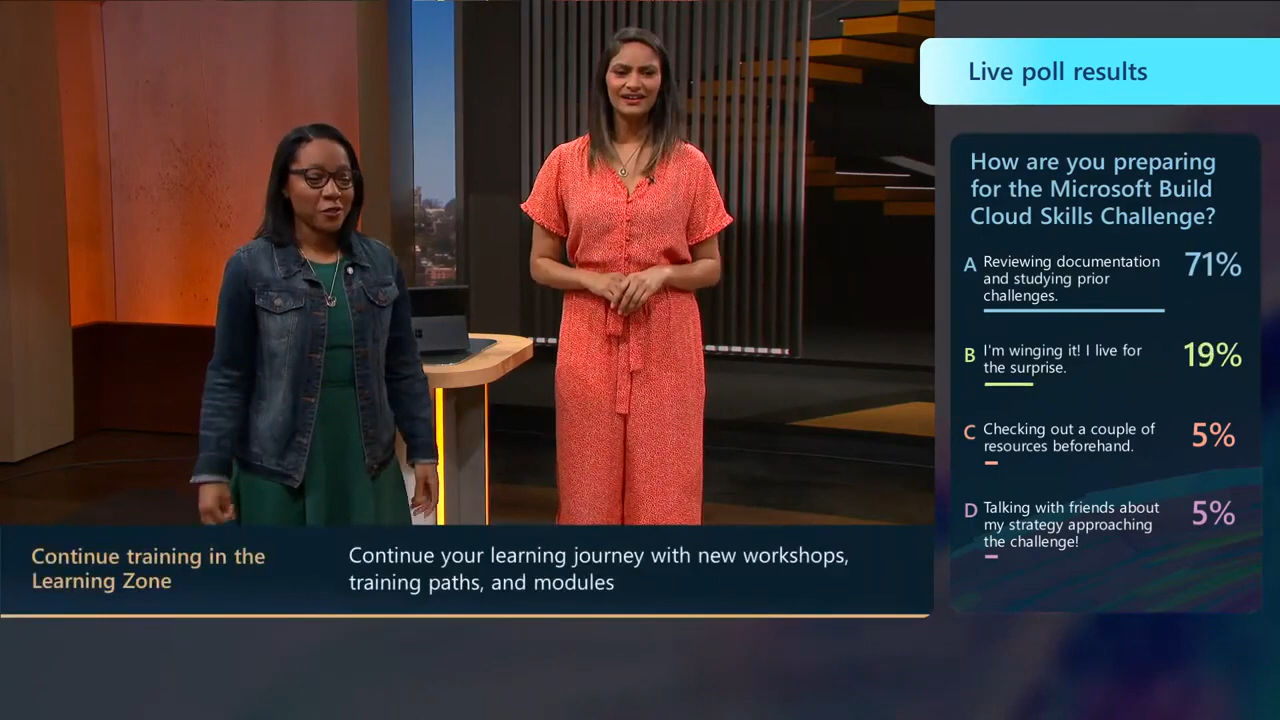 Live poll results
How are you preparing
for the Microsoft Build
Cloud Skills Challenge?
A Reviewing documentation
and studying prior
challenges.
71%
B I'm winging it! I live for
the surprise.
19%
C Checking out a couple of
resources beforehand.
5%
D Talking with friends about
my strategy approaching
the challenge!
5%
Continue training in the
Learning Zone
Continue your learning journey with new workshops,
training paths, and modules